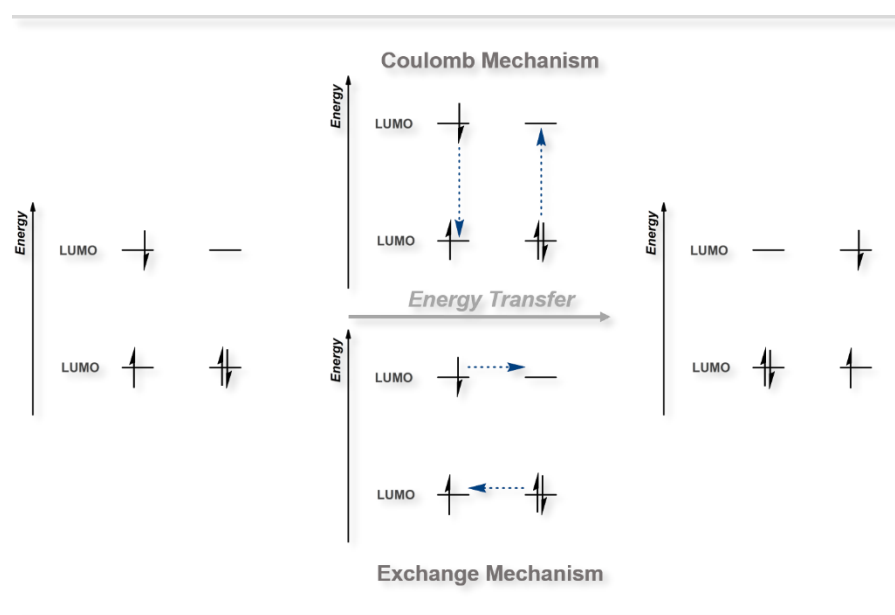 Coulomb Mechanism
Energy
LUMO
LUMO
Energy
LUMO
LUMO
Energy Transfer
Energy
LUMO
LUMO
Energy
LUMO
LUMO
Exchange Mechanism